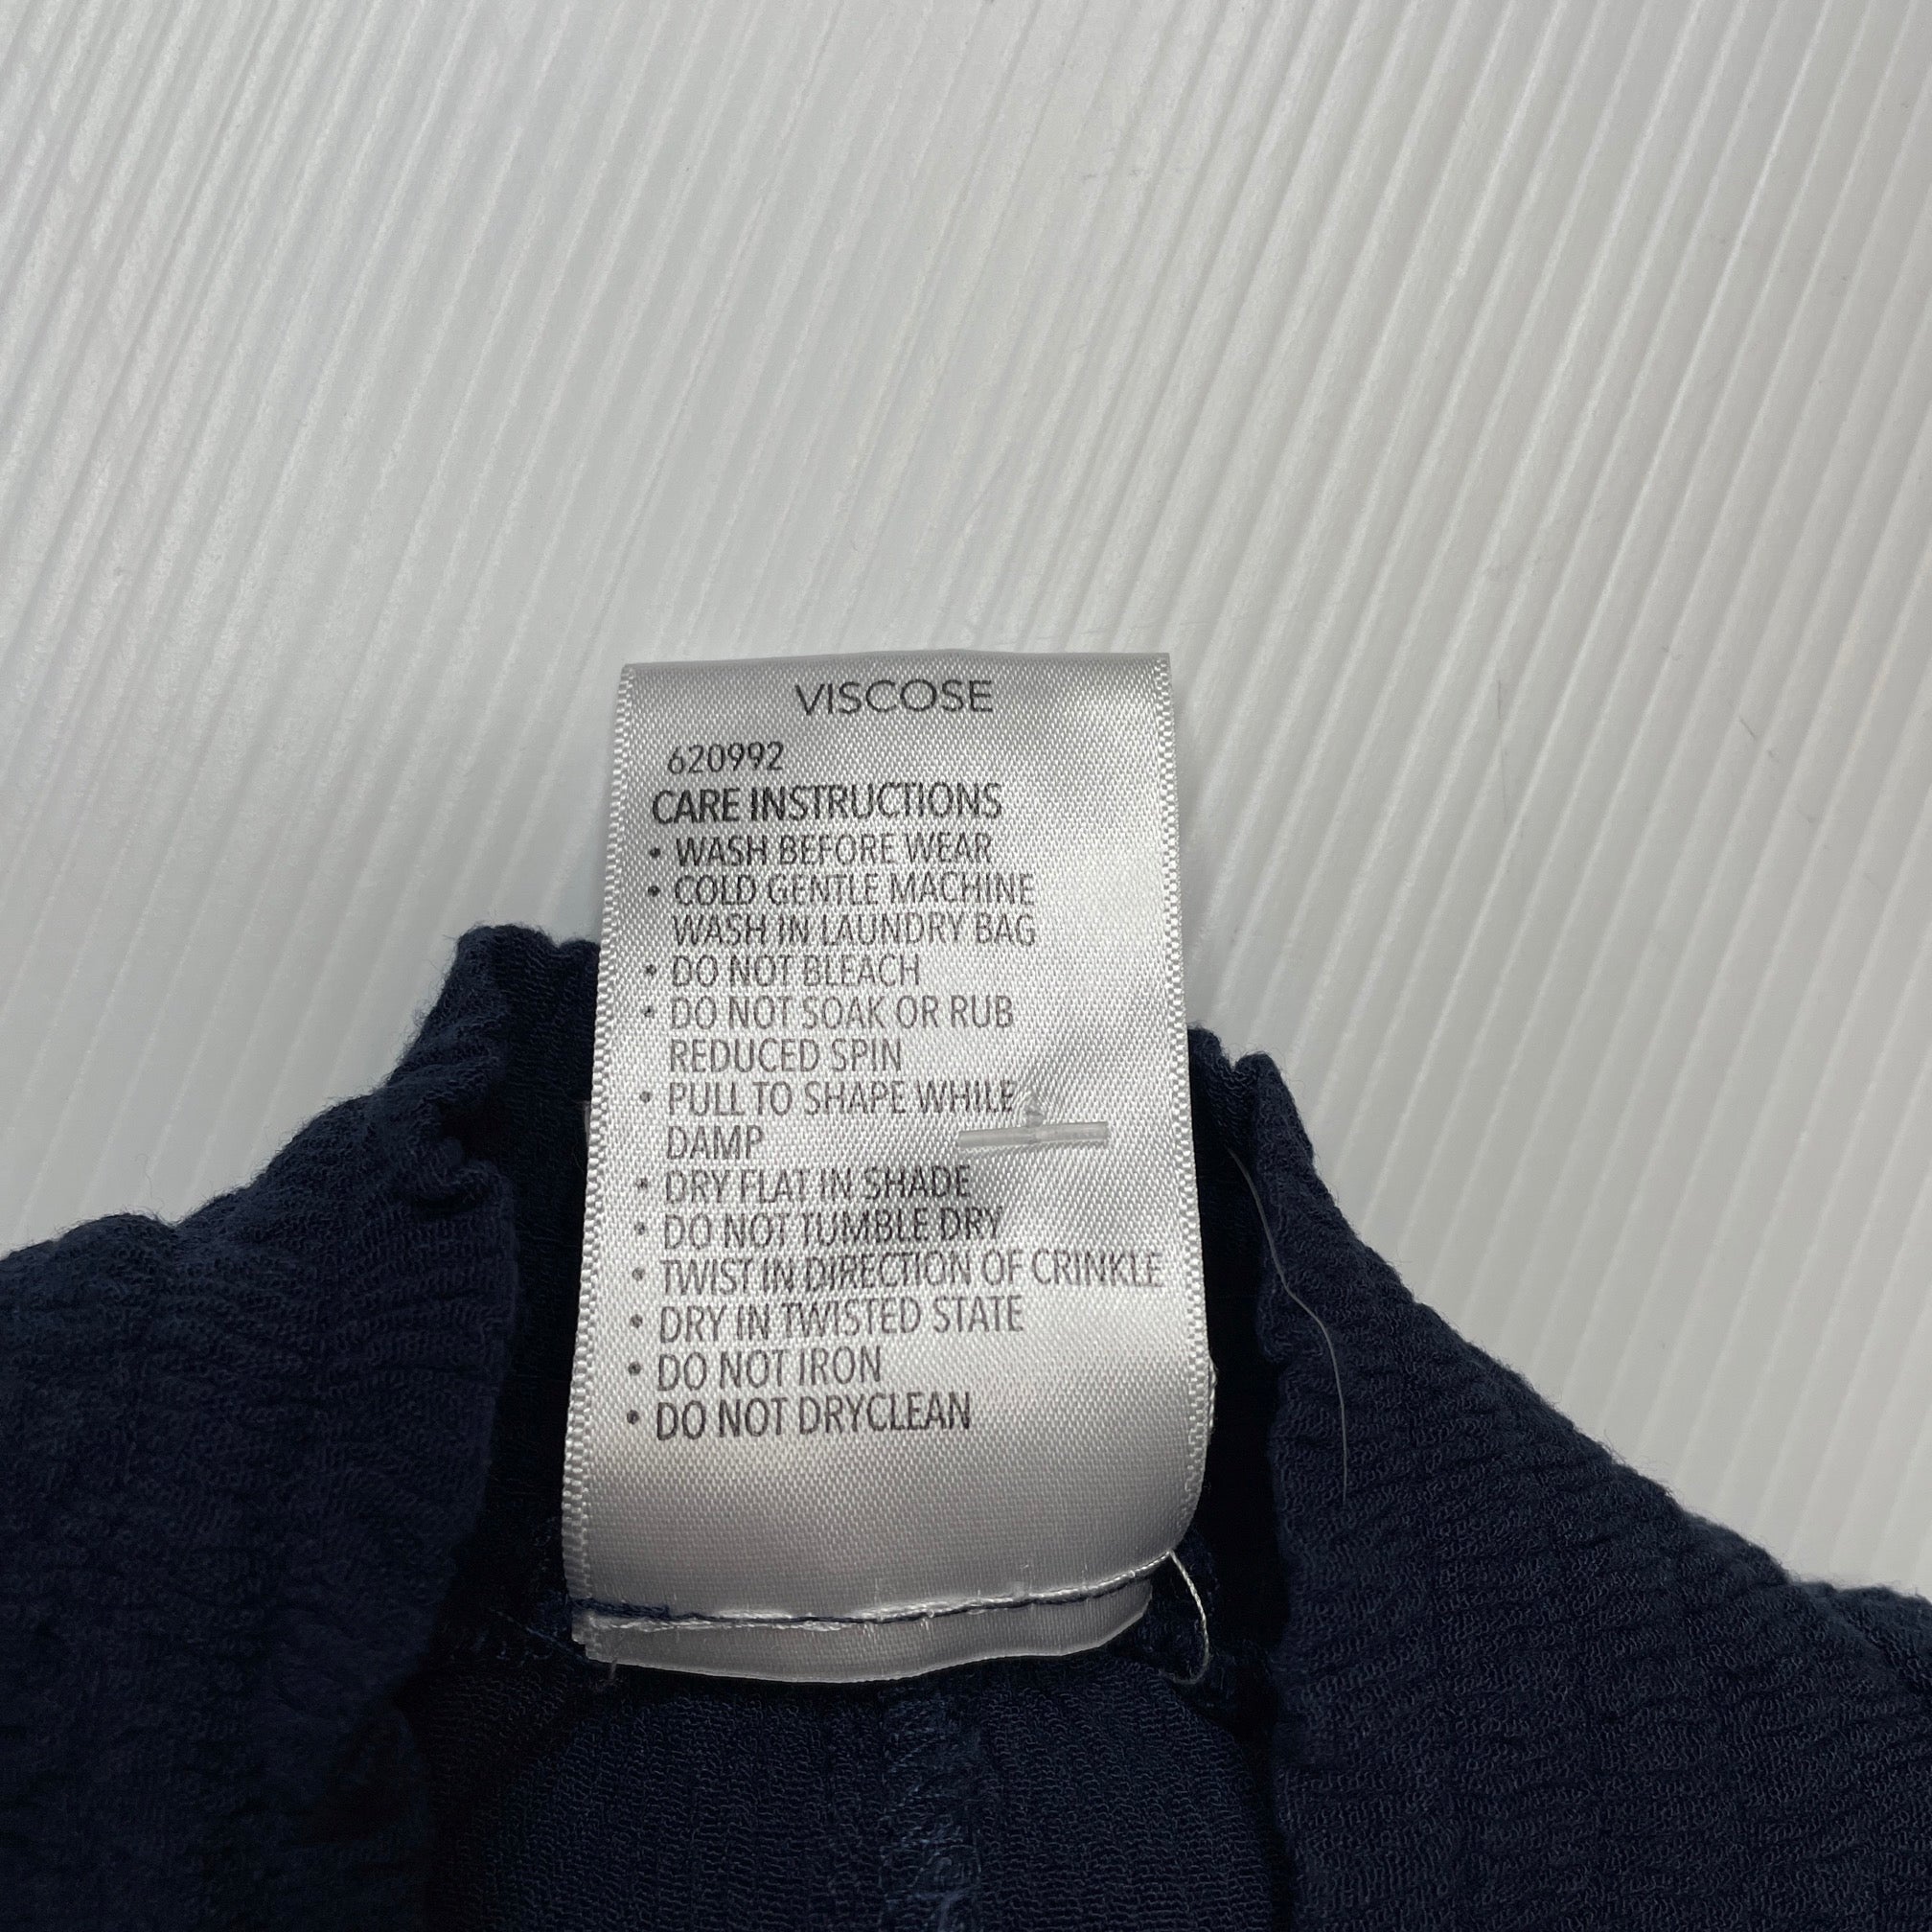 VISCOSE
620992
CARE INSTRUCTIONS
• WASH BEFORE WEAR
• COLD GENTLE MACHINE
WASH IN LAUNDRY BAG
• DO NOT BLEACH
• DO NOT SOAK OR RUB
REDUCED SPIN
• PULL TO SHAPE WHILE
DAMP
• DRY FLAT IN SHADE
• DO NOT TUMBLE DRY
• TWIST IN DIRECTION OF CRINKLE
• DRY IN TWISTED STATE
• DO NOT IRON
• DO NOT DRYCLEAN